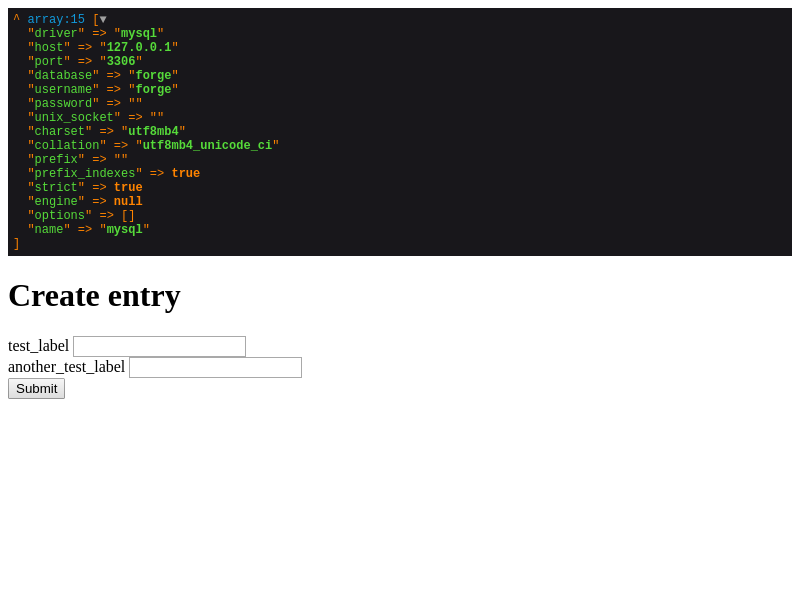 ^ array:15 [▼
  "driver" => "mysql"
  "host" => "127.0.0.1"
  "port" => "3306"
  "database" => "forge"
  "username" => "forge"
  "password" => ""
  "unix_socket" => ""
  "charset" => "utf8mb4"
  "collation" => "utf8mb4_unicode_ci"
  "prefix" => ""
  "prefix_indexes" => true
  "strict" => true
  "engine" => null
  "options" => []
  "name" => "mysql"
]
Create entry
test_label
another_test_label
Submit